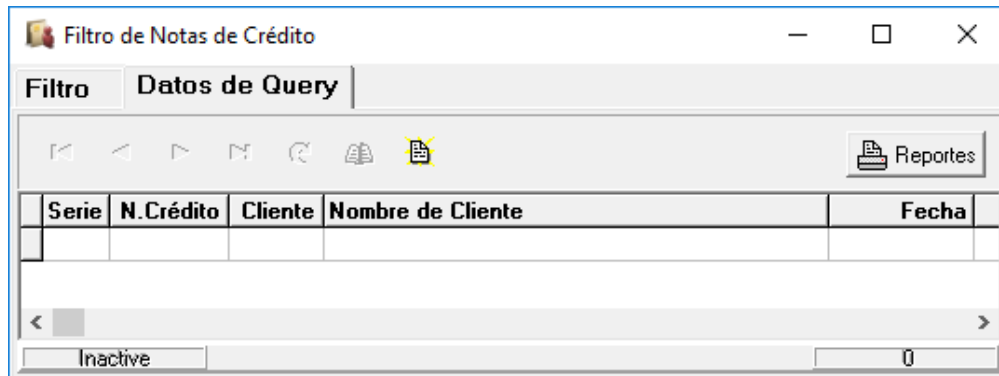 Filtro de Notas de Crédito
Filtro Datos de Query
Reportes
Serie N.Crédito Cliente Nombre de Cliente Fecha
Inactive 0